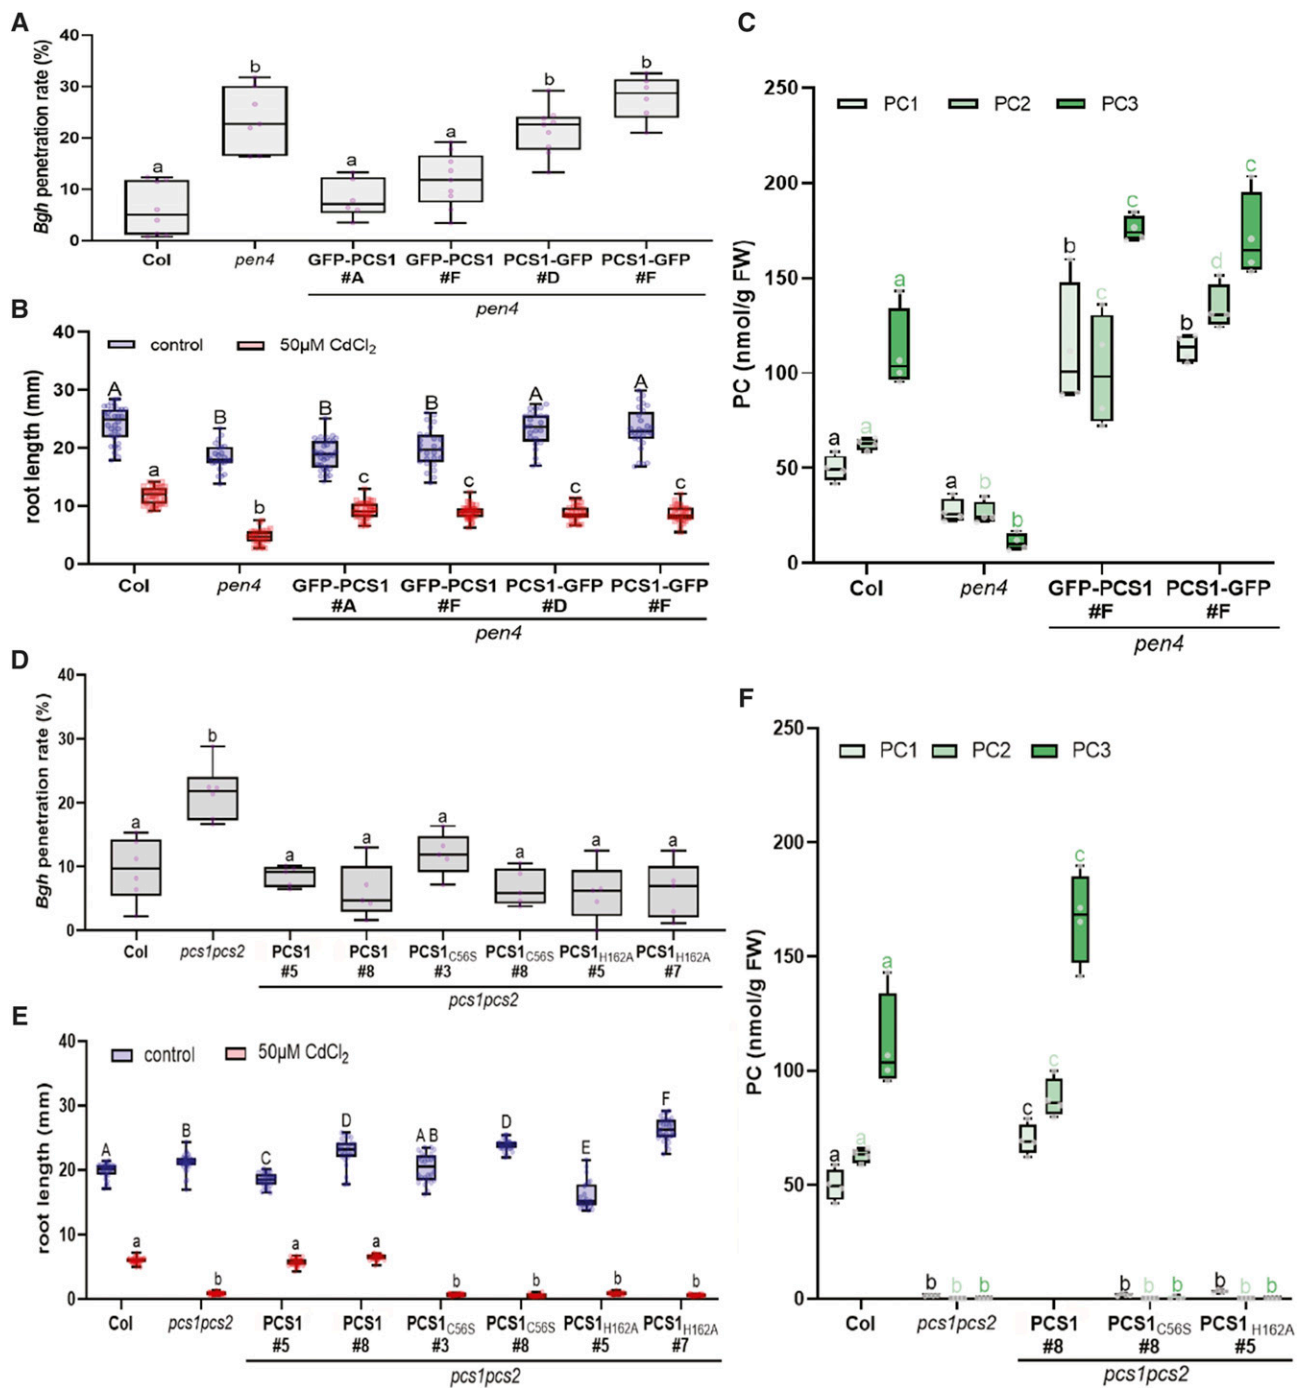 A
Bgh penetration rate (%)
40
30
20
10
0
a
b
a
a
b
b
Col
pen4
GFP-PCS1 #A
GFP-PCS1 #F
PCS1-GFP #D
PCS1-GFP #F
pen4
B
root length (mm)
40
30
20
10
0
control
50µM CdCl2
A
B
B
B
A
A
a
b
c
c
c
c
Col
pen4
GFP-PCS1 #A
GFP-PCS1 #F
PCS1-GFP #D
PCS1-GFP #F
pen4
C
PC (nmol/g FW)
250
200
150
100
50
0
PC1
PC2
PC3
a
a
a
a
b
b
b
c
c
b
d
c
Col
pen4
GFP-PCS1 #F
PCS1-GFP #F
pen4
D
Bgh penetration rate (%)
40
30
20
10
0
a
b
a
a
a
a
a
a
Col
pcs1pcs2
PCS1 #5
PCS1 #8
PCS1C56S #3
PCS1C56S #8
PCS1H162A #5
PCS1H162A #7
pcs1pcs2
E
root length (mm)
40
30
20
10
0
control
50µM CdCl2
A
B
C
D
A B
D
E
F
a
b
a
a
b
b
b
b
Col
pcs1pcs2
PCS1 #5
PCS1 #8
PCS1C56S #3
PCS1C56S #8
PCS1H162A #5
PCS1H162A #7
pcs1pcs2
F
PC (nmol/g FW)
250
200
150
100
50
0
PC1
PC2
PC3
a
a
a
b
b
b
c
c
c
b
b
b
b
b
b
Col
pcs1pcs2
PCS1 #8
PCS1C56S #8
PCS1 H162A #5
pcs1pcs2